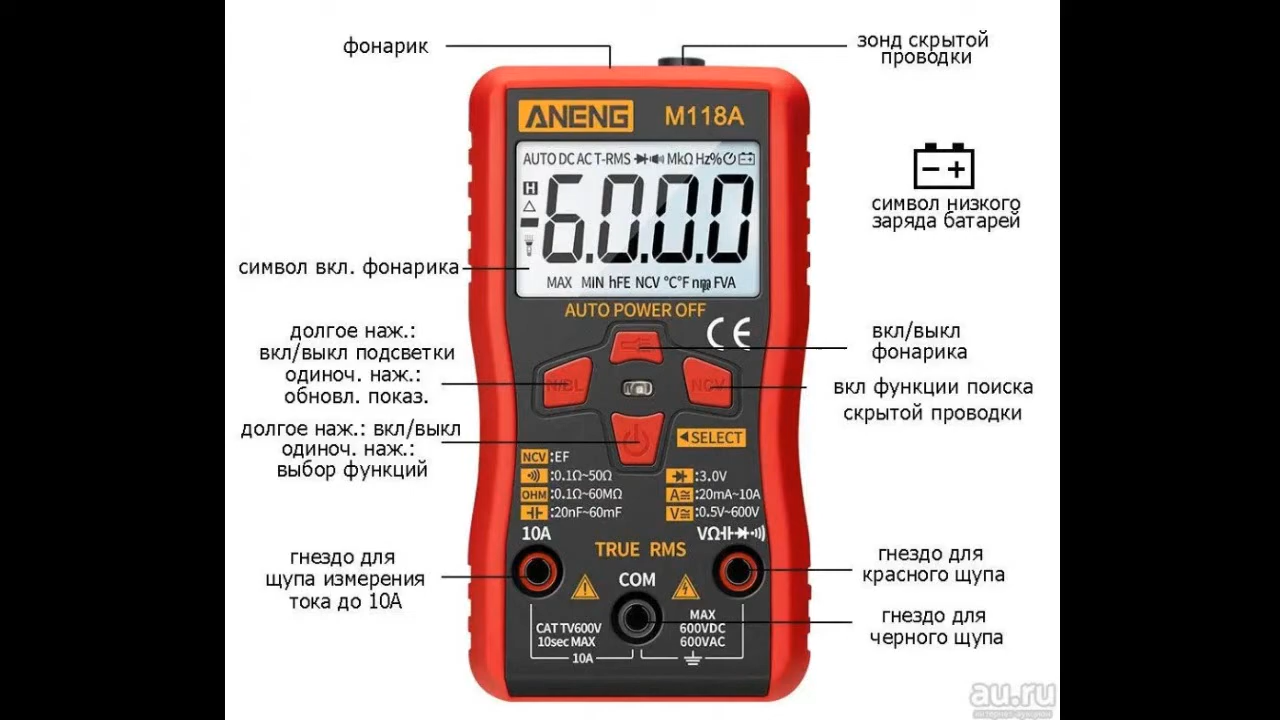 фонарик
зонд скрытой
проводки
ANENG M118A
AUTO DC AC T-RMS MkΩ Hz%
H
-6.0.0.0
MAX MIN hFE NCV °C°F nmµFVA
символ низкого
заряда батарей
символ вкл. фонарика
AUTO POWER OFF
CE
долгое наж.:
вкл/выкл подсветки
одиноч. наж.:
обновл. показ.
вкл/выкл
фонарика
NCV
вкл функции поиска
скрытой проводки
долгое наж.: вкл/выкл
одиноч. наж.:
выбор функций
SELECT
NCV :EF
:0.1Ω~50Ω
:3.0V
OHM :0.1Ω~60MΩ
A :20mA~10A
:20nF~60mF
V :0.5V~600V
10A
VΩ
TRUE RMS
COM
гнездо для
щупа измерения
тока до 10А
гнездо для
красного щупа
гнездо для
черного щупа
CAT TV600V
10sec MAX
10A
MAX
600VDC
600VAC
au.ru